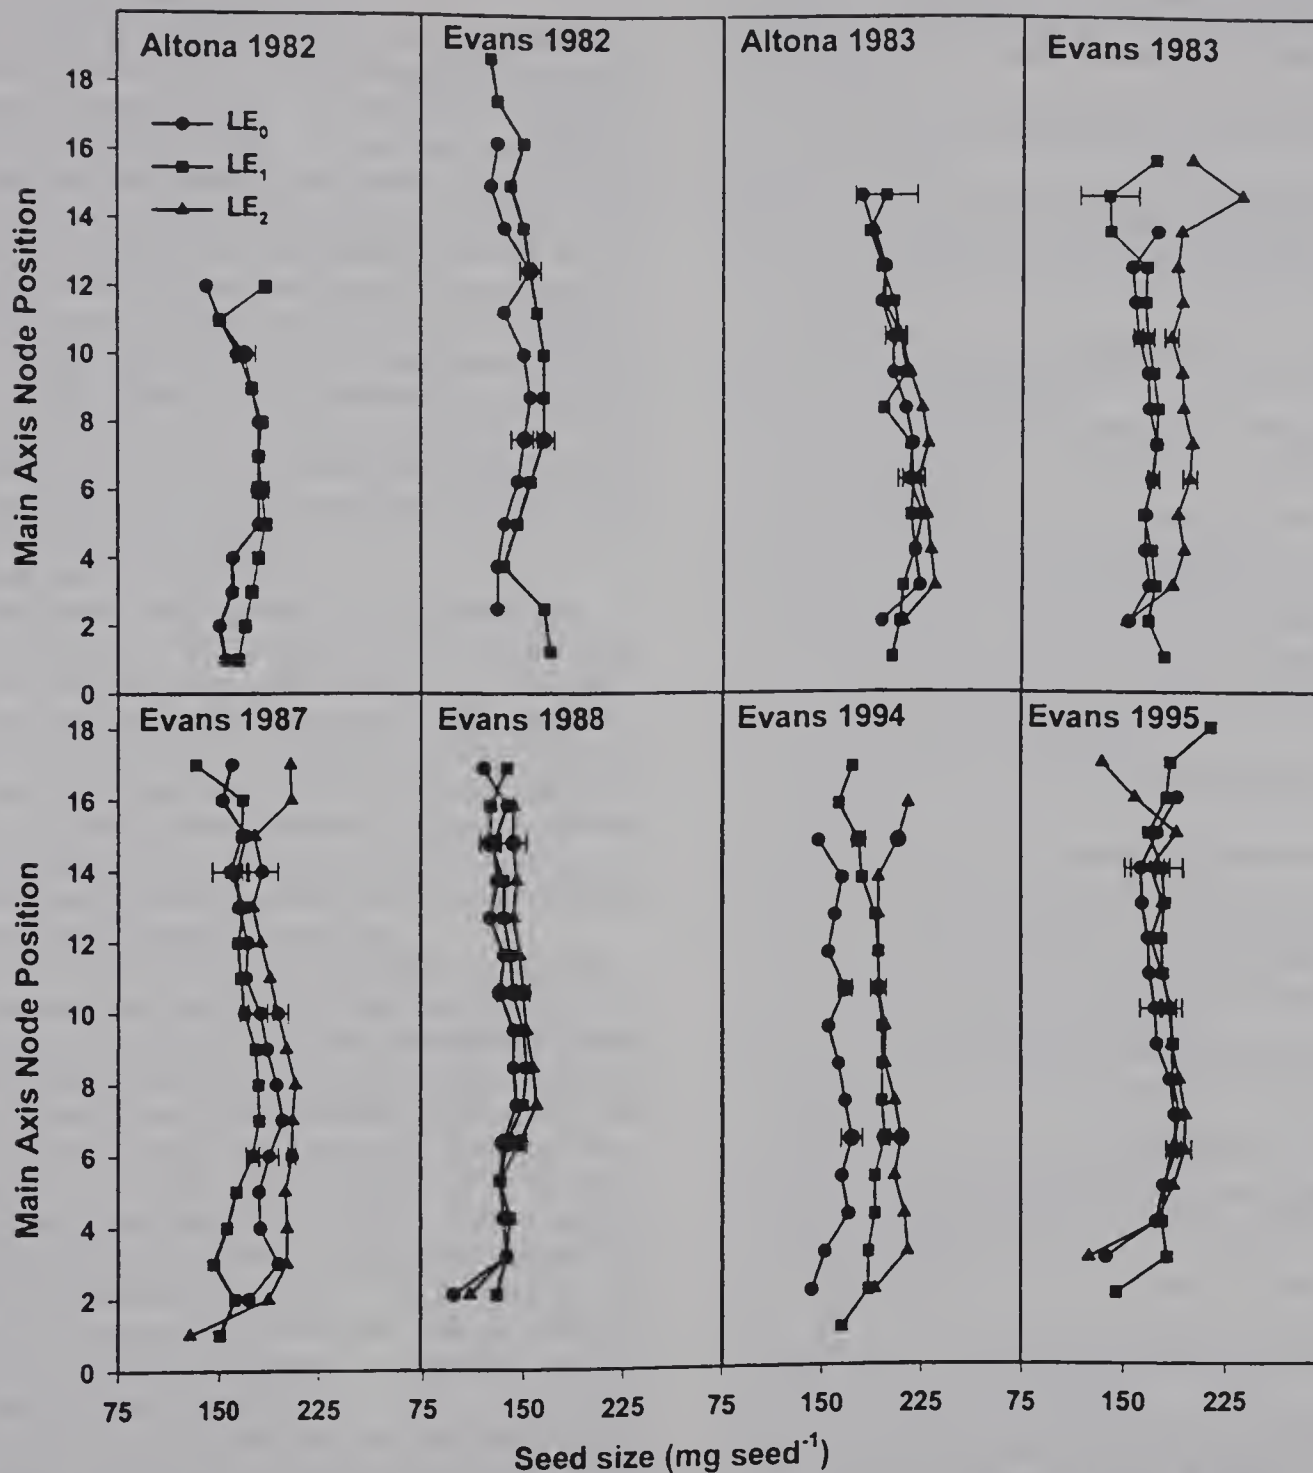 Altona 1982
Evans 1982
Altona 1983
Evans 1983
LE0
LE1
LE2
Main Axis Node Position
18
16
14
12
10
8
6
4
2
0
Evans 1987
Evans 1988
Evans 1994
Evans 1995
Main Axis Node Position
18
16
14
12
10
8
6
4
2
0
75 150 225 75 150 225 75 150 225 75 150 225
Seed size (mg seed-1)